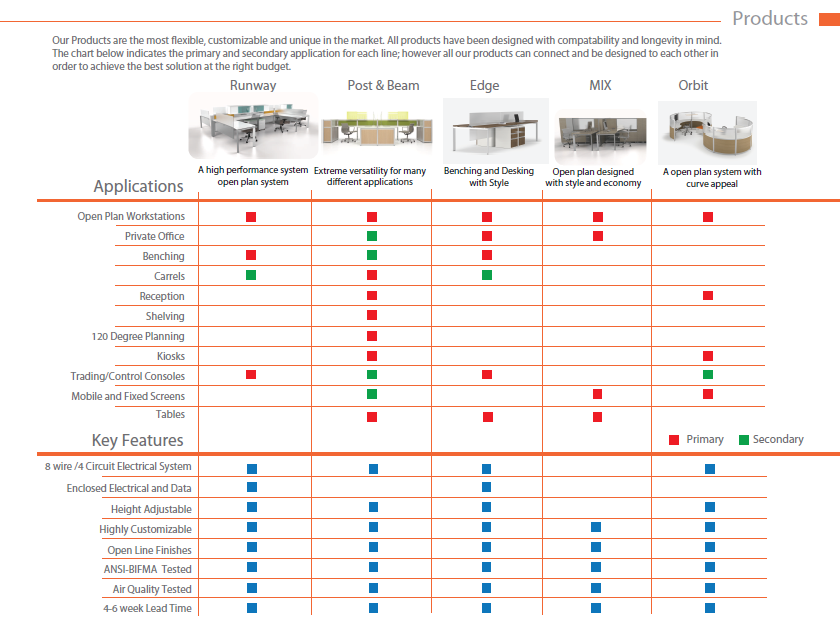 Products
Our Products are the most flexible, customizable and unique in the market. All products have been designed with compatability and longevity in mind.
The chart below indicates the primary and secondary application for each line; however all our products can connect and be designed to each other in
order to achieve the best solution at the right budget.
Runway Post & Beam Edge MIX Orbit
A high performance system Extreme versatility for many Benching and Desking Open plan designed A open plan system with
open plan system different applications with Style with style and economy curve appeal
Applications
Open Plan Workstations
Private Office
Benching
Carrels
Reception
Shelving
120 Degree Planning
Kiosks
Trading/Control Consoles
Mobile and Fixed Screens
Tables
Key Features Primary Secondary
8 wire /4 Circuit Electrical System
Enclosed Electrical and Data
Height Adjustable
Highly Customizable
Open Line Finishes
ANSI-BIFMA Tested
Air Quality Tested
4-6 week Lead Time